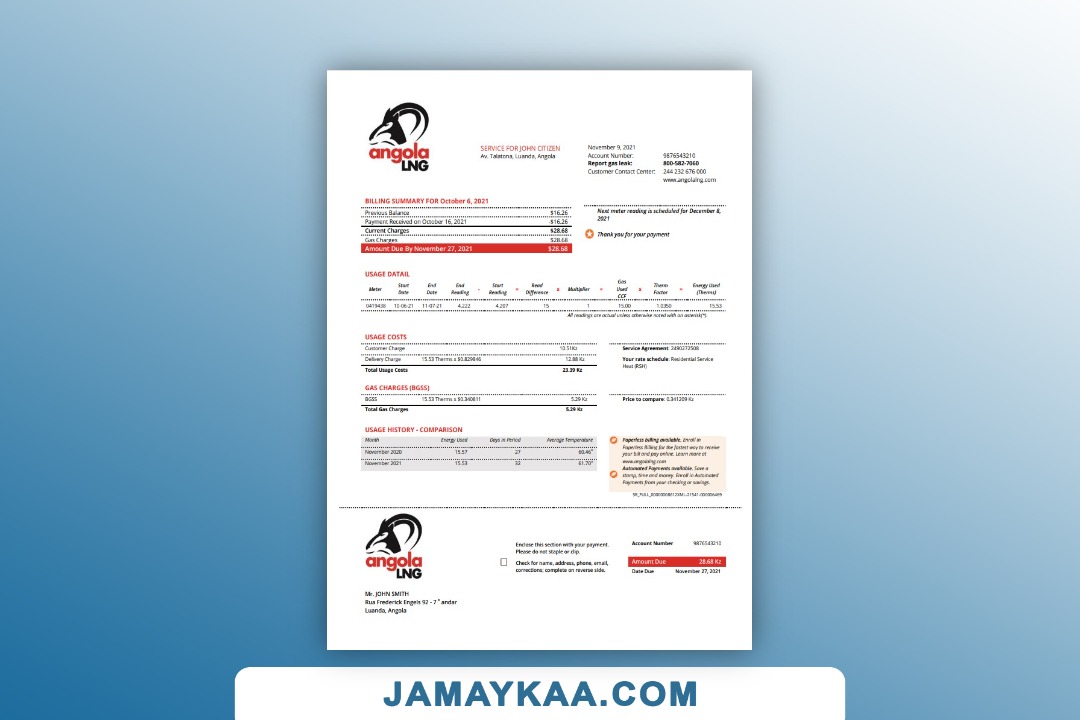 angola
LNG
SERVICE FOR JOHN CITIZEN
Av. Talatona, Luanda, Angola
November 9, 2021
Account Number: 9876543210
Report gas leak: 800-582-7060
Customer Contact Center: 244 232 676 000
www.angolalng.com
BILLING SUMMARY FOR October 6, 2021
Previous Balance $16.26
Payment Received on October 16, 2021 -$16.26
Current Charges $28.68
Gas Charges $28.68
Amount Due By November 27, 2021 $28.68
Next meter reading is scheduled for December 8,
2021
Thank you for your payment
USAGE DATAIL
Meter Start Date End Date End Reading - Start Reading = Read Difference x Multiplier = Gas Used CCF x Therm Factor = Energy Used (Therms)
0419438 10-06-21 11-07-21 4,222 4,207 15 1 15.00 1.0350 15.53
All readings are actual unless otherwise noted with an asterisk(*).
USAGE COSTS
Customer Charge 10.51Kz
Delivery Charge 15.53 Therms x $0.829846 12.88 Kz
Total Usage Costs 23.39 Kz
Service Agreement: 2490272508
Your rate schedule: Residential Service
Heat (RSH)
GAS CHARGES (BGSS)
BGSS 15.53 Therms x $0.340811 5.29 Kz
Total Gas Charges 5.29 Kz
Price to compare: 0.341209 Kz
USAGE HISTORY - COMPARISON
Month Energy Used Days in Period Average Temperature
November 2020 15.57 27 60.46°
November 2021 15.53 32 61.70°
Paperless billing available. Enroll in
Paperless Billing for the fastest way to receive
your bill and pay online. Learn more at
www.angolalng.com
Automated Payments available. Save a
stamp, time and money. Enroll in Automated
Payments from your checking or savings.
angola
LNG
Enclose this section with your payment.
Please do not staple or clip.
Check for name, address, phone, email,
corrections; complete on reverse side.
Account Number 9876543210
Amount Due 28.68 Kz
Date Due November 27, 2021
Mr. JOHN SMITH
Rua Frederick Engels 92 - 7° andar
Luanda, Angola
JAMAYKAA.COM